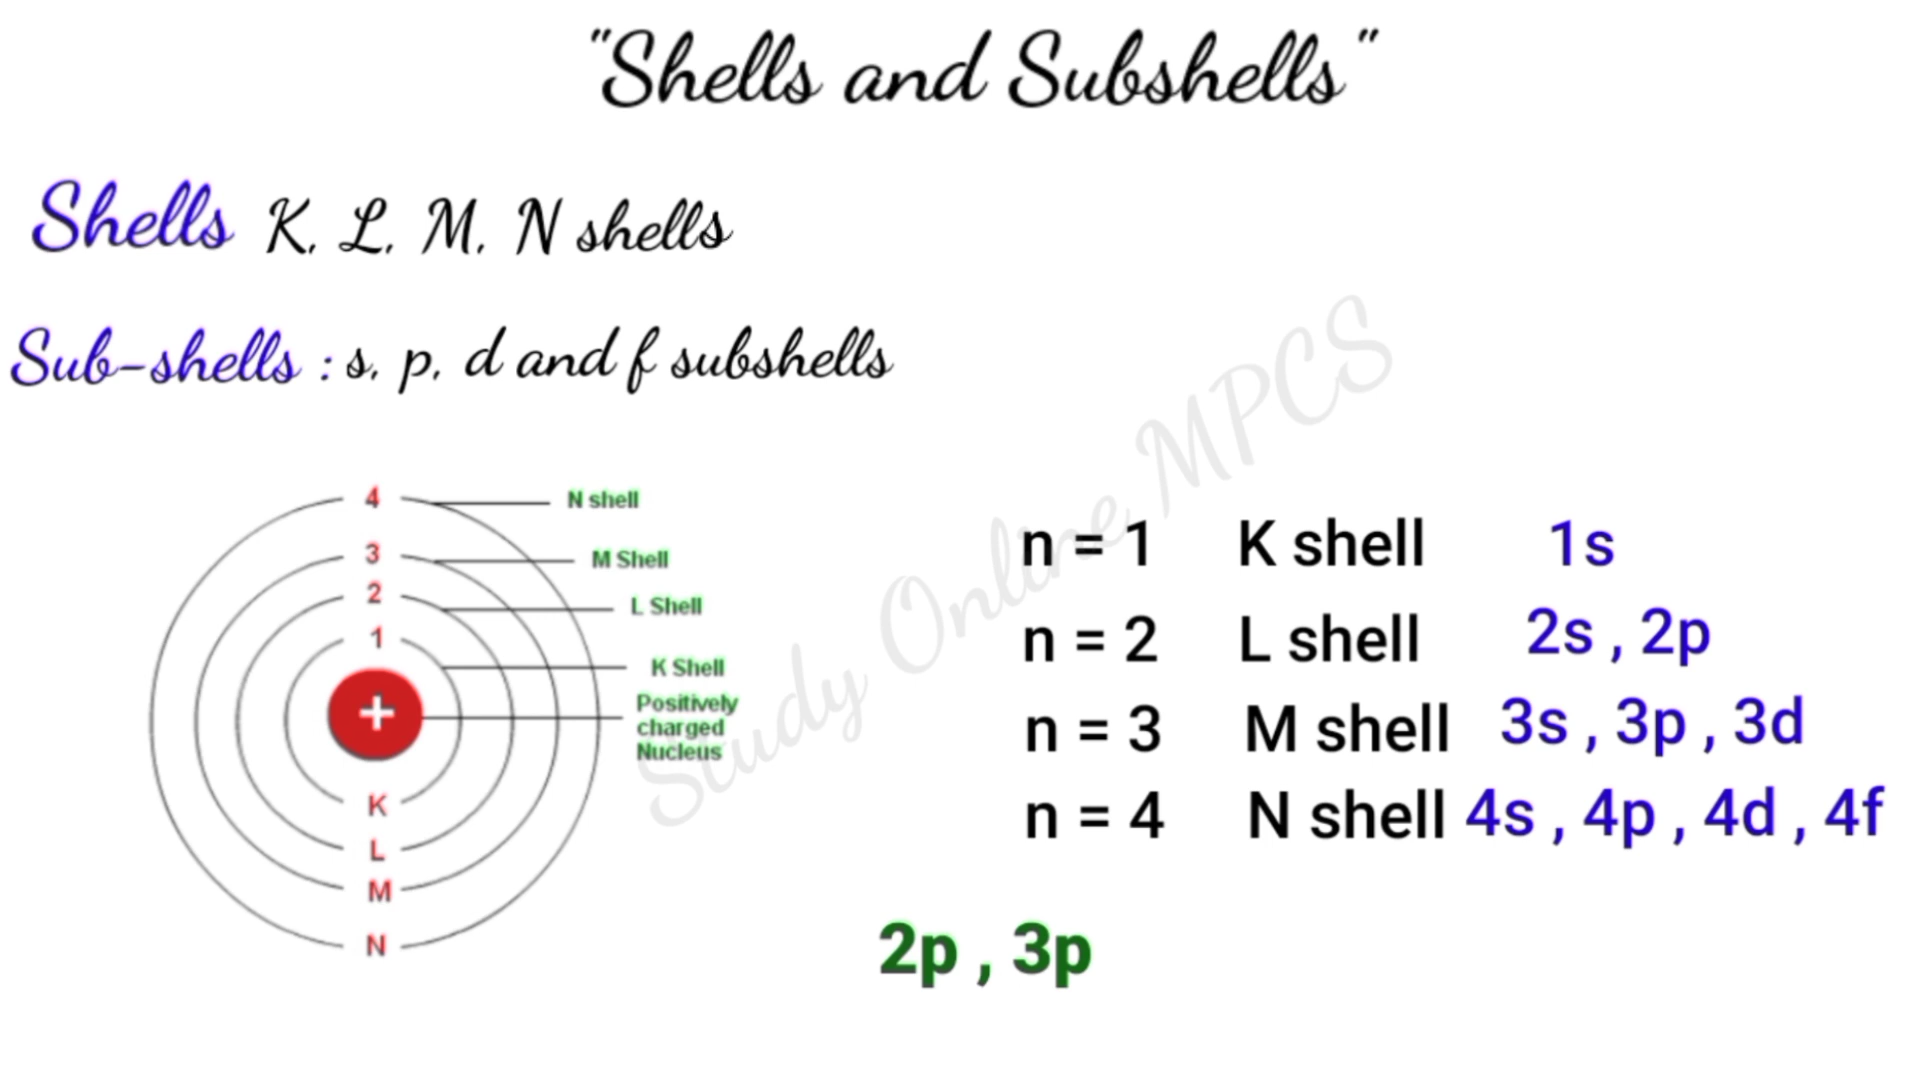 "Shells and Subshells"
Shells K, L, M, N shells
Sub-shells : s, p, d and f subshells
4 N shell
3 M Shell
2 L Shell
1 K Shell
+ Positively
charged
Nucleus
K
L
M
N
n = 1 K shell 1s
n = 2 L shell 2s , 2p
n = 3 M shell 3s , 3p , 3d
n = 4 N shell 4s , 4p , 4d , 4f
2p , 3p
Study Online MPCS